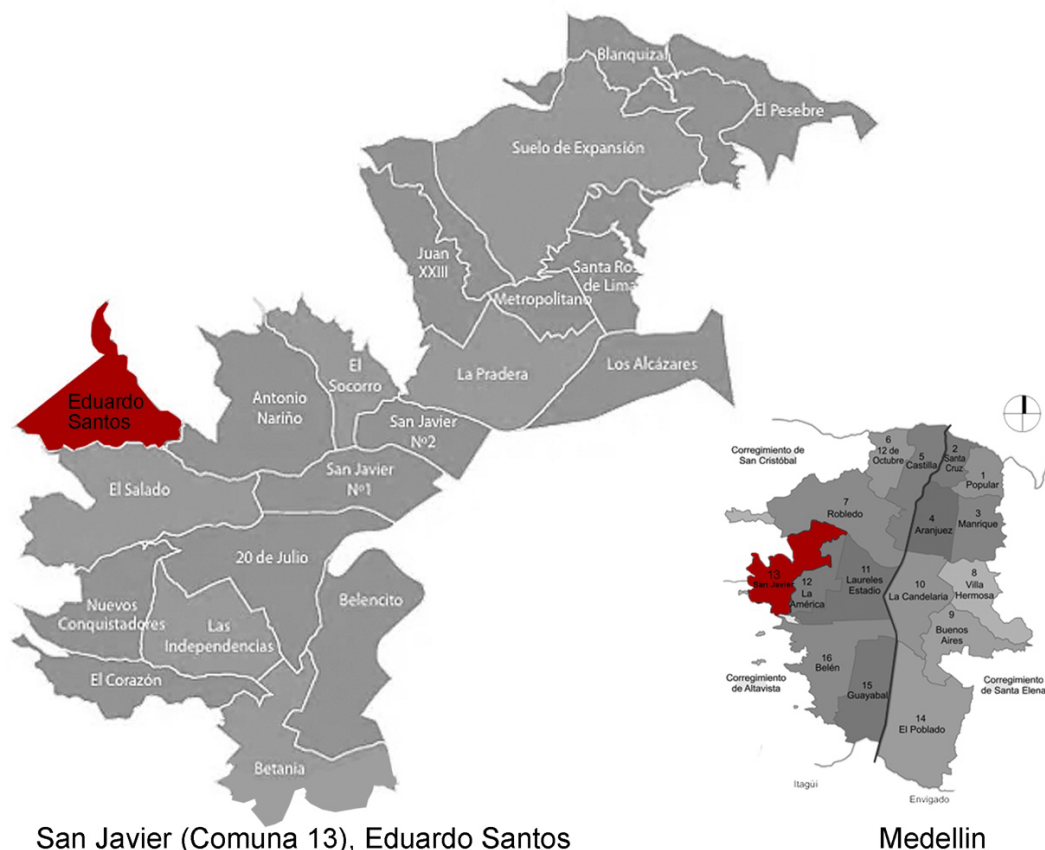 Blanquizal
El Pesebre
Suelo de Expansión
Juan
XXIII
Santa Ros
de Lima
Metropolitano
La Pradera
Los Alcázares
El
Socorro
Antonio
Nariño
Eduardo
Santos
San Javier
Nº2
San Javier
Nº1
El Salado
20 de Julio
Belencito
Nuevos
Conquistadores
Las
Independencias
El Corazón
Betania
Corregimiento de
San Cristóbal
6
12 de
Octubre
5
Castilla
2
Santa
Cruz
1
Popular
7
Robledo
4
Aranjuez
3
Manrique
13
San Javier
12
La
América
11
Laureles
Estadio
10
La Candelaria
8
Villa
Hermosa
9
Buenos
Aires
16
Belén
15
Guayabal
14
El Poblado
Corregimiento
de Altavista
Corregimiento
de Santa Elena
Itagüí
Envigado
San Javier (Comuna 13), Eduardo Santos
Medellin